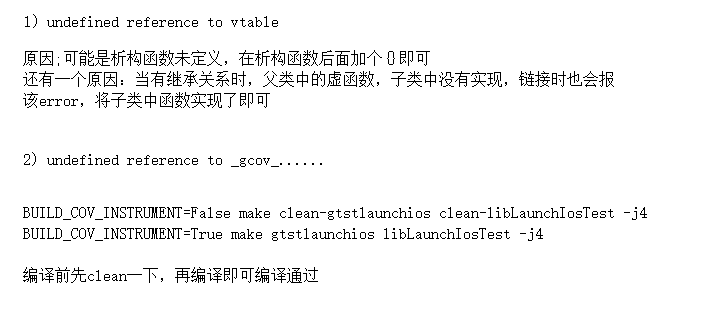 1) undefined reference to vtable
原因;可能是析构函数未定义，在析构函数后面加个{}即可
还有一个原因：当有继承关系时，父类中的虚函数，子类中没有实现，链接时也会报
该error，将子类中函数实现了即可
2) undefined reference to _gcov_......
BUILD_COV_INSTRUMENT=False make clean-gtstlaunchios clean-libLaunchIosTest -j4
BUILD_COV_INSTRUMENT=True make gtstlaunchios libLaunchIosTest -j4
编译前先clean一下，再编译即可编译通过